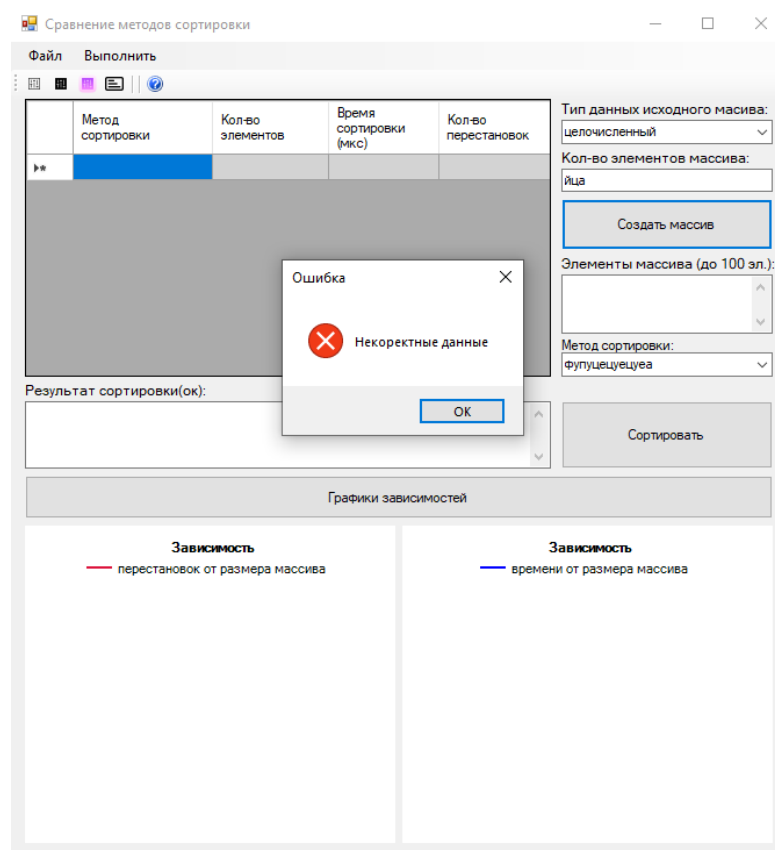 Сравнение методов сортировки
Файл Выполнить
Метод сортировки
Кол-во элементов
Время сортировки (мкс)
Кол-во перестановок
Тип данных исходного масива:
целочисленный
Кол-во элементов массива:
йца
Создать массив
Элементы массива (до 100 эл.):
Метод сортировки:
фупуцецуецуеа
Ошибка
Некоректные данные
ОК
Результат сортировки(ок):
Сортировать
Графики зависимостей
Зависимость
перестановок от размера массива
Зависимость
времени от размера массива